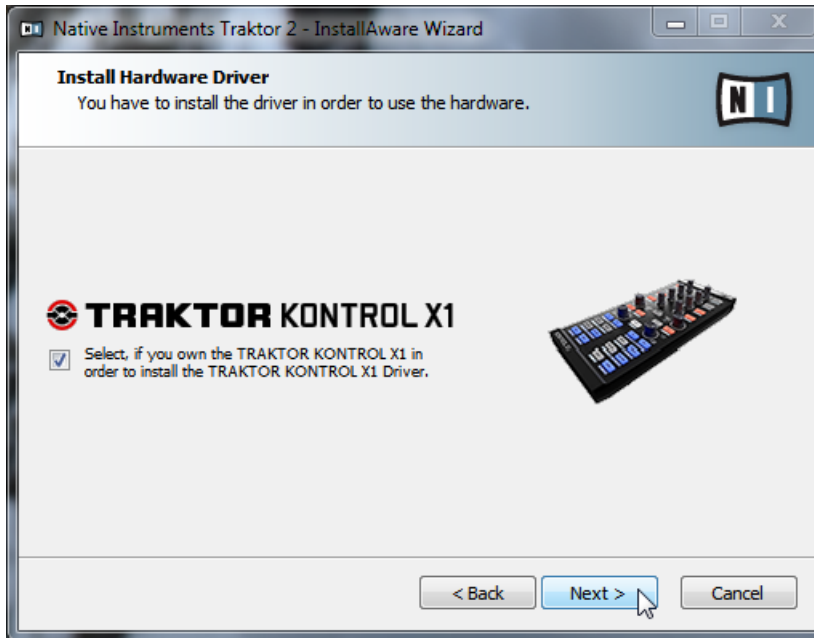 Native Instruments Traktor 2 - InstallAware Wizard
Install Hardware Driver
You have to install the driver in order to use the hardware.
N I
TRAKTOR KONTROL X1
Select, if you own the TRAKTOR KONTROL X1 in
order to install the TRAKTOR KONTROL X1 Driver.
< Back Next > Cancel